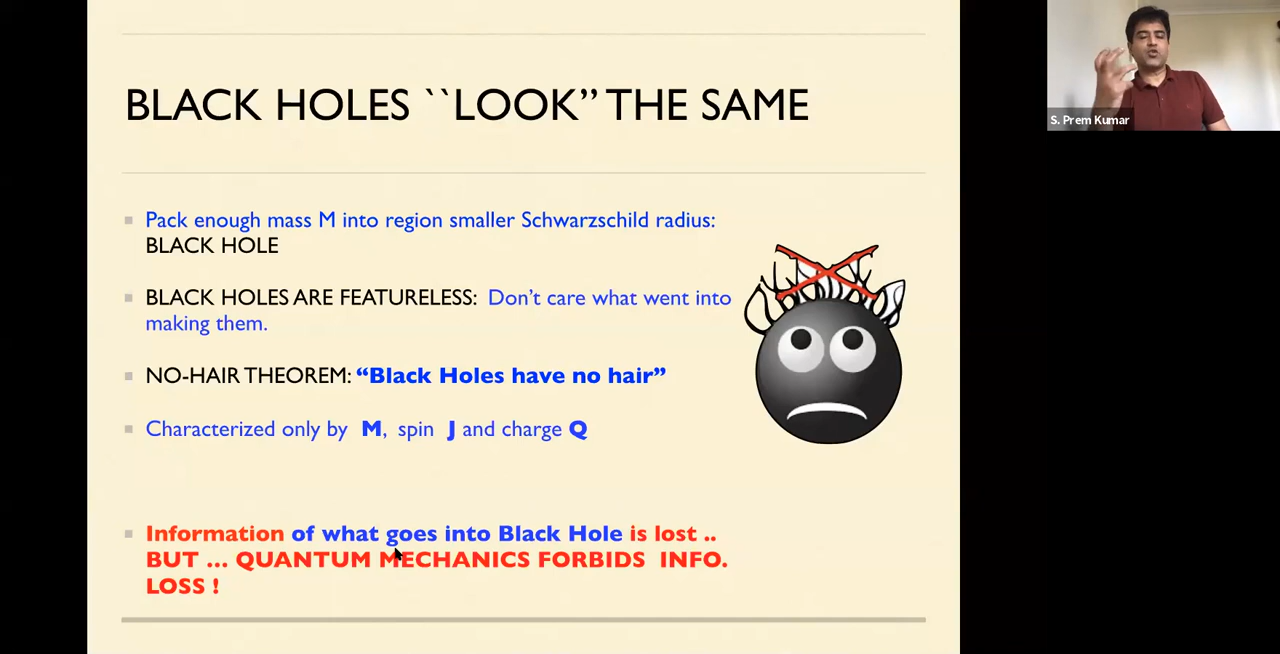 BLACK HOLES ``LOOK” THE SAME
Pack enough mass M into region smaller Schwarzschild radius:
BLACK HOLE
BLACK HOLES ARE FEATURELESS: Don’t care what went into
making them.
NO-HAIR THEOREM: “Black Holes have no hair”
Characterized only by M, spin J and charge Q
Information of what goes into Black Hole is lost ..
BUT ... QUANTUM MECHANICS FORBIDS INFO.
LOSS !
S. Prem Kumar